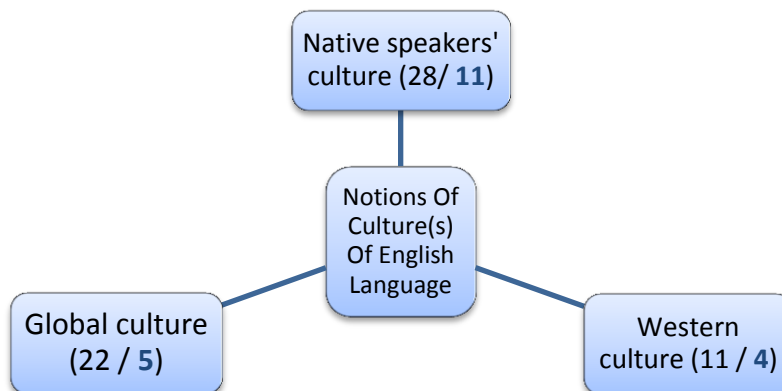 Native speakers'
culture (28/ 11)
Notions Of
Culture(s)
Of English
Language
Global culture
(22 / 5)
Western
culture (11 / 4)